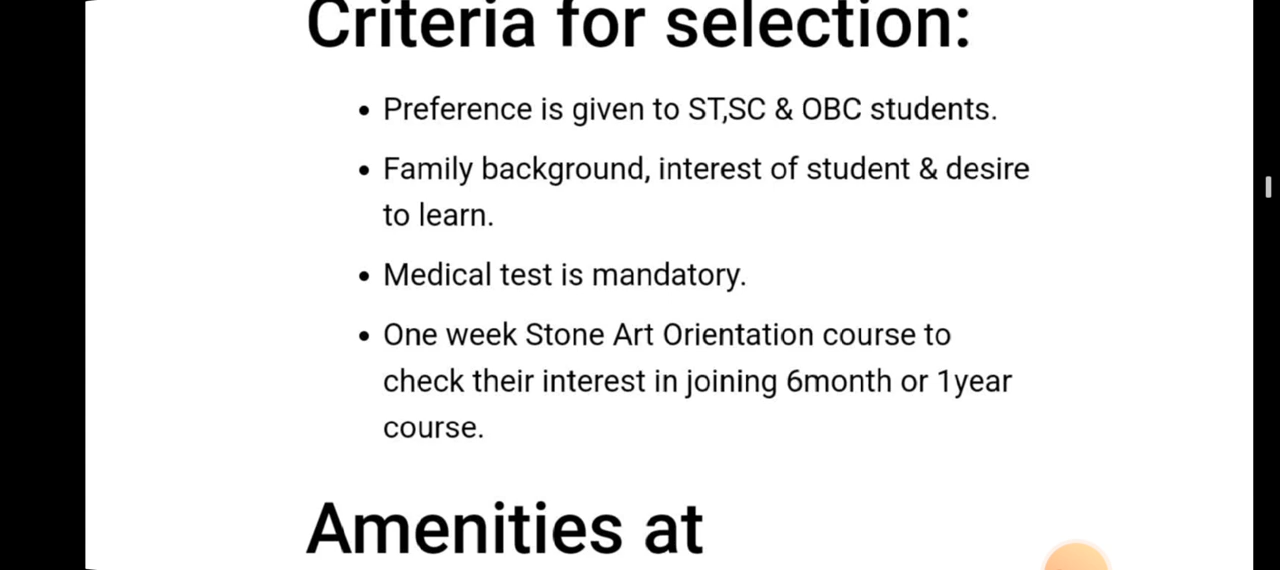 Criteria for selection:
• Preference is given to ST,SC & OBC students.
• Family background, interest of student & desire
to learn.
• Medical test is mandatory.
• One week Stone Art Orientation course to
check their interest in joining 6month or 1year
course.
Amenities at